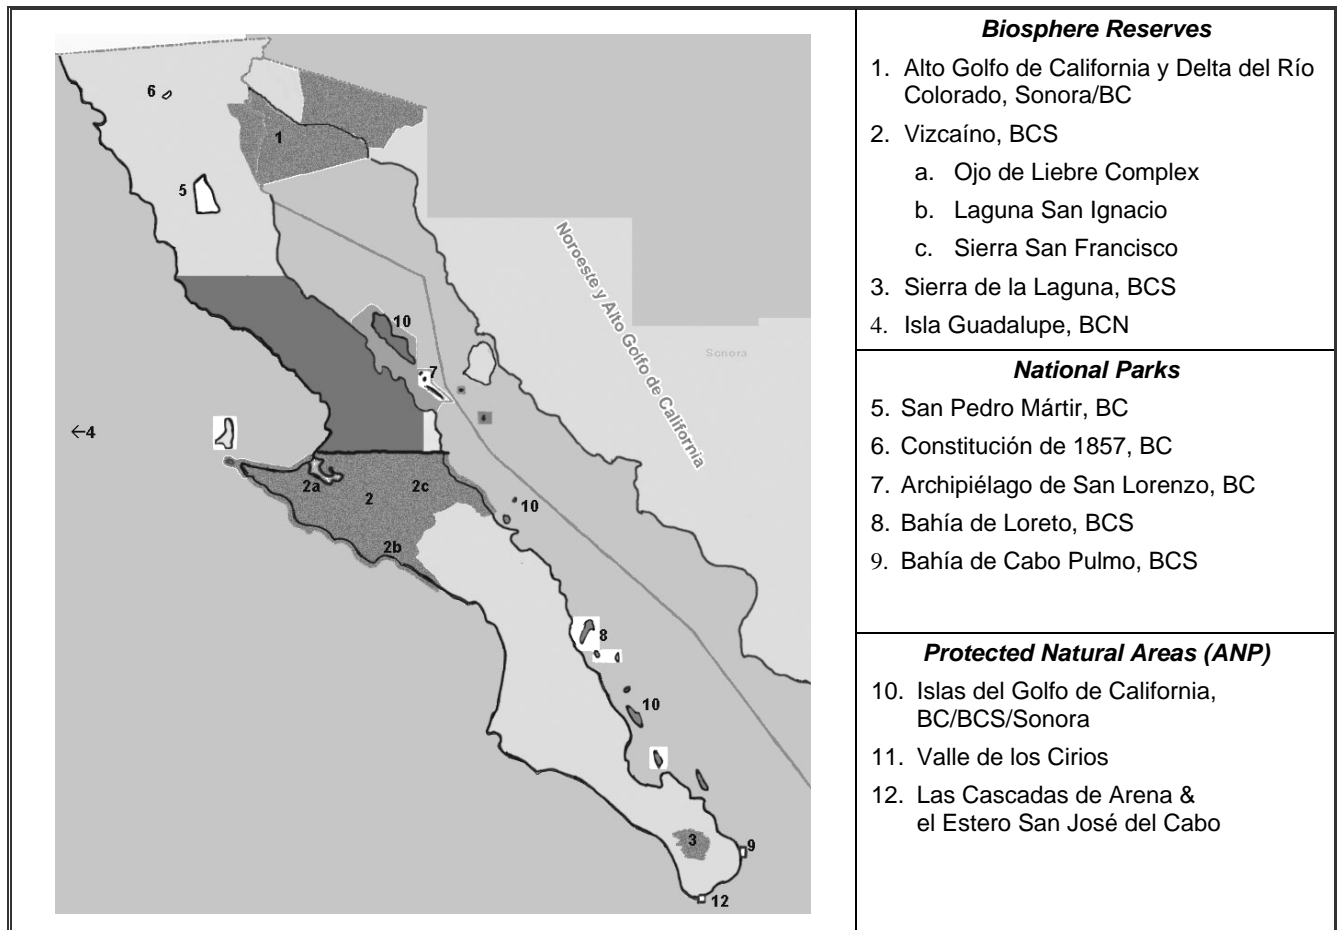 6
1
5
Noroeste y Alto Golfo de California
Sonora
10
7
←4
2a
2
2c
10
2b
8
10
3
9
12
Biosphere Reserves
1. Alto Golfo de California y Delta del Río
Colorado, Sonora/BC
2. Vizcaíno, BCS
a. Ojo de Liebre Complex
b. Laguna San Ignacio
c. Sierra San Francisco
3. Sierra de la Laguna, BCS
4. Isla Guadalupe, BCN
National Parks
5. San Pedro Mártir, BC
6. Constitución de 1857, BC
7. Archipiélago de San Lorenzo, BC
8. Bahía de Loreto, BCS
9. Bahía de Cabo Pulmo, BCS
Protected Natural Areas (ANP)
10. Islas del Golfo de California,
BC/BCS/Sonora
11. Valle de los Cirios
12. Las Cascadas de Arena &
el Estero San José del Cabo